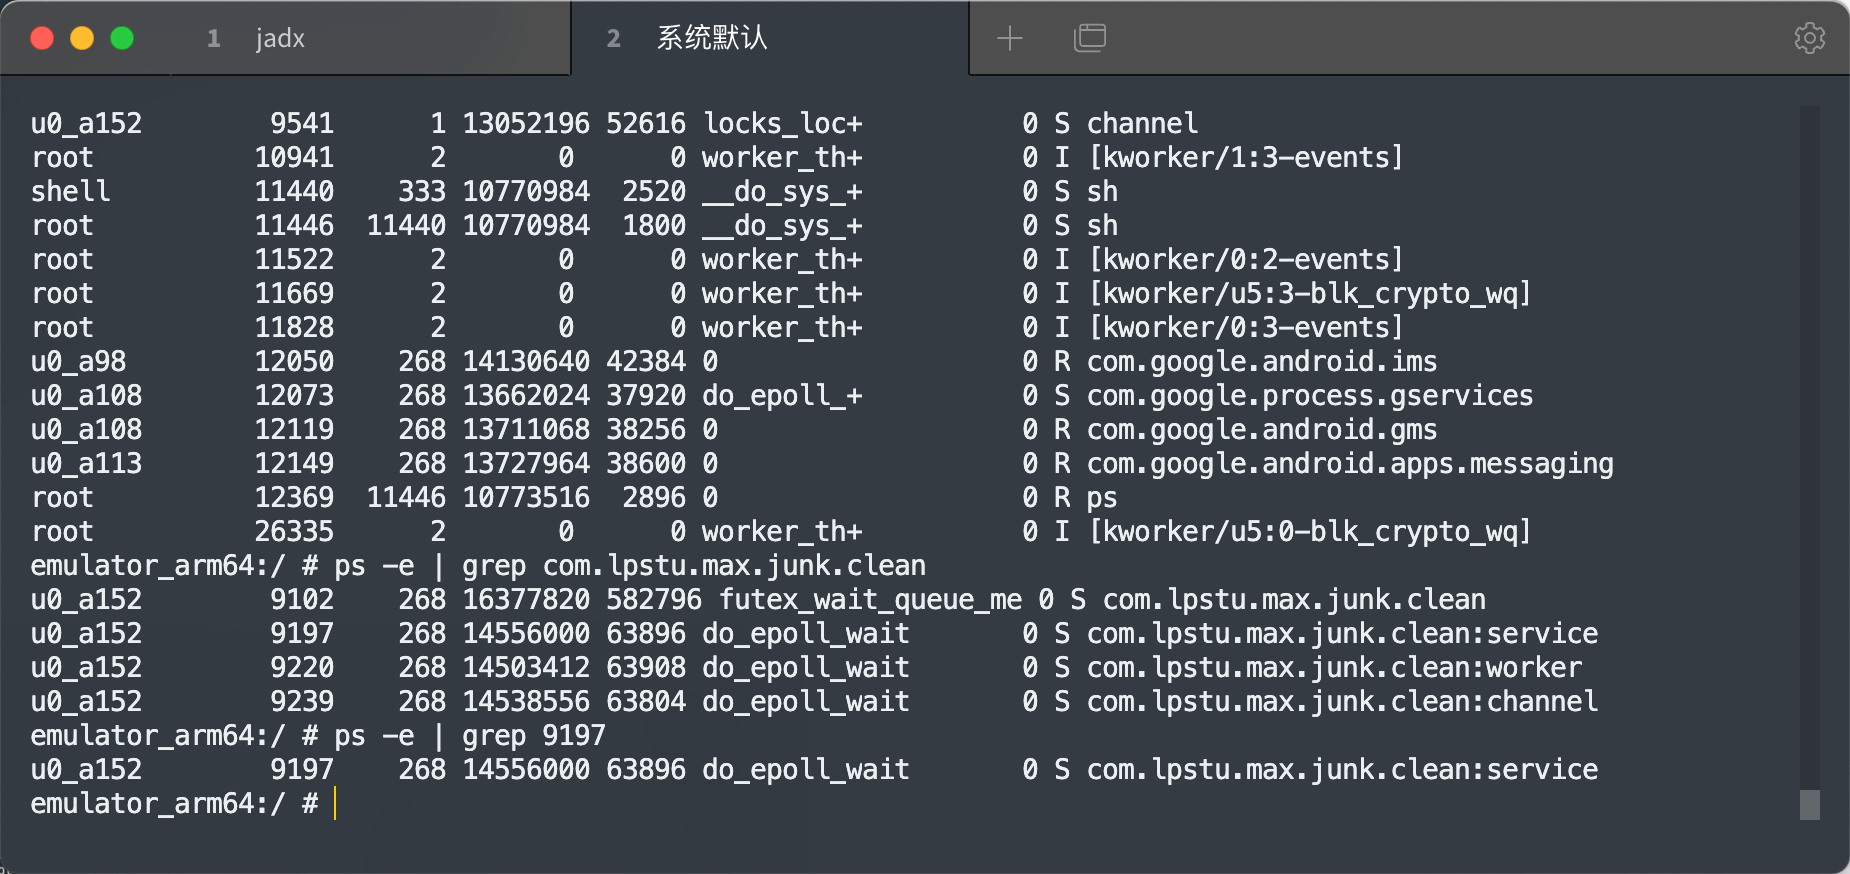 1 jadx 2 系统默认
u0_a152 9541 1 13052196 52616 locks_loc+ 0 S channel
root 10941 2 0 0 worker_th+ 0 I [kworker/1:3-events]
shell 11440 333 10770984 2520 __do_sys_+ 0 S sh
root 11446 11440 10770984 1800 __do_sys_+ 0 S sh
root 11522 2 0 0 worker_th+ 0 I [kworker/0:2-events]
root 11669 2 0 0 worker_th+ 0 I [kworker/u5:3-blk_crypto_wq]
root 11828 2 0 0 worker_th+ 0 I [kworker/0:3-events]
u0_a98 12050 268 14130640 42384 0 0 R com.google.android.ims
u0_a108 12073 268 13662024 37920 do_epoll_+ 0 S com.google.process.gservices
u0_a108 12119 268 13711068 38256 0 0 R com.google.android.gms
u0_a113 12149 268 13727964 38600 0 0 R com.google.android.apps.messaging
root 12369 11446 10773516 2896 0 0 R ps
root 26335 2 0 0 worker_th+ 0 I [kworker/u5:0-blk_crypto_wq]
emulator_arm64:/ # ps -e | grep com.lpstu.max.junk.clean
u0_a152 9102 268 16377820 582796 futex_wait_queue_me 0 S com.lpstu.max.junk.clean
u0_a152 9197 268 14556000 63896 do_epoll_wait 0 S com.lpstu.max.junk.clean:service
u0_a152 9220 268 14503412 63908 do_epoll_wait 0 S com.lpstu.max.junk.clean:worker
u0_a152 9239 268 14538556 63804 do_epoll_wait 0 S com.lpstu.max.junk.clean:channel
emulator_arm64:/ # ps -e | grep 9197
u0_a152 9197 268 14556000 63896 do_epoll_wait 0 S com.lpstu.max.junk.clean:service
emulator_arm64:/ #